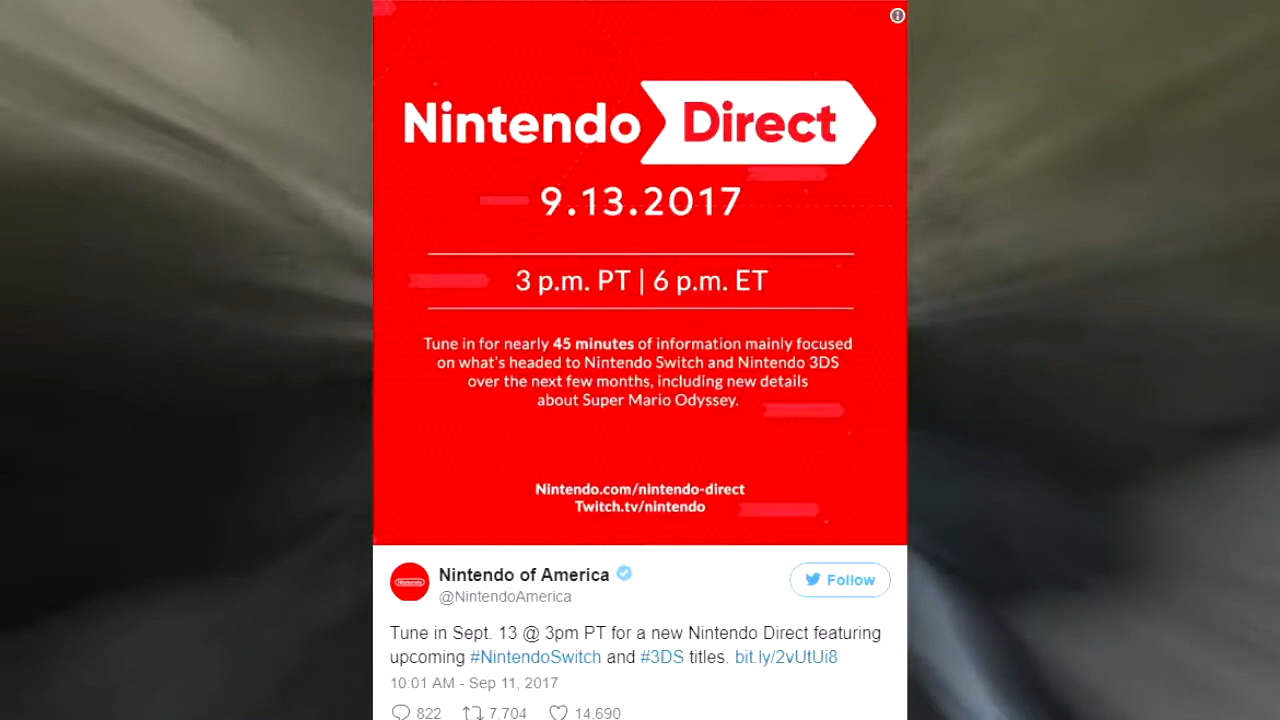 Nintendo Direct
9.13.2017
3 p.m. PT | 6 p.m. ET
Tune in for nearly 45 minutes of information mainly focused
on what's headed to Nintendo Switch and Nintendo 3DS
over the next few months, including new details
about Super Mario Odyssey.
Nintendo.com/nintendo-direct
Twitch.tv/nintendo
Nintendo
Nintendo of America
Follow
@NintendoAmerica
Tune in Sept. 13 @ 3pm PT for a new Nintendo Direct featuring
upcoming #NintendoSwitch and #3DS titles. bit.ly/2vUtUi8
10:01 AM - Sep 11, 2017
822 7,704 14,690